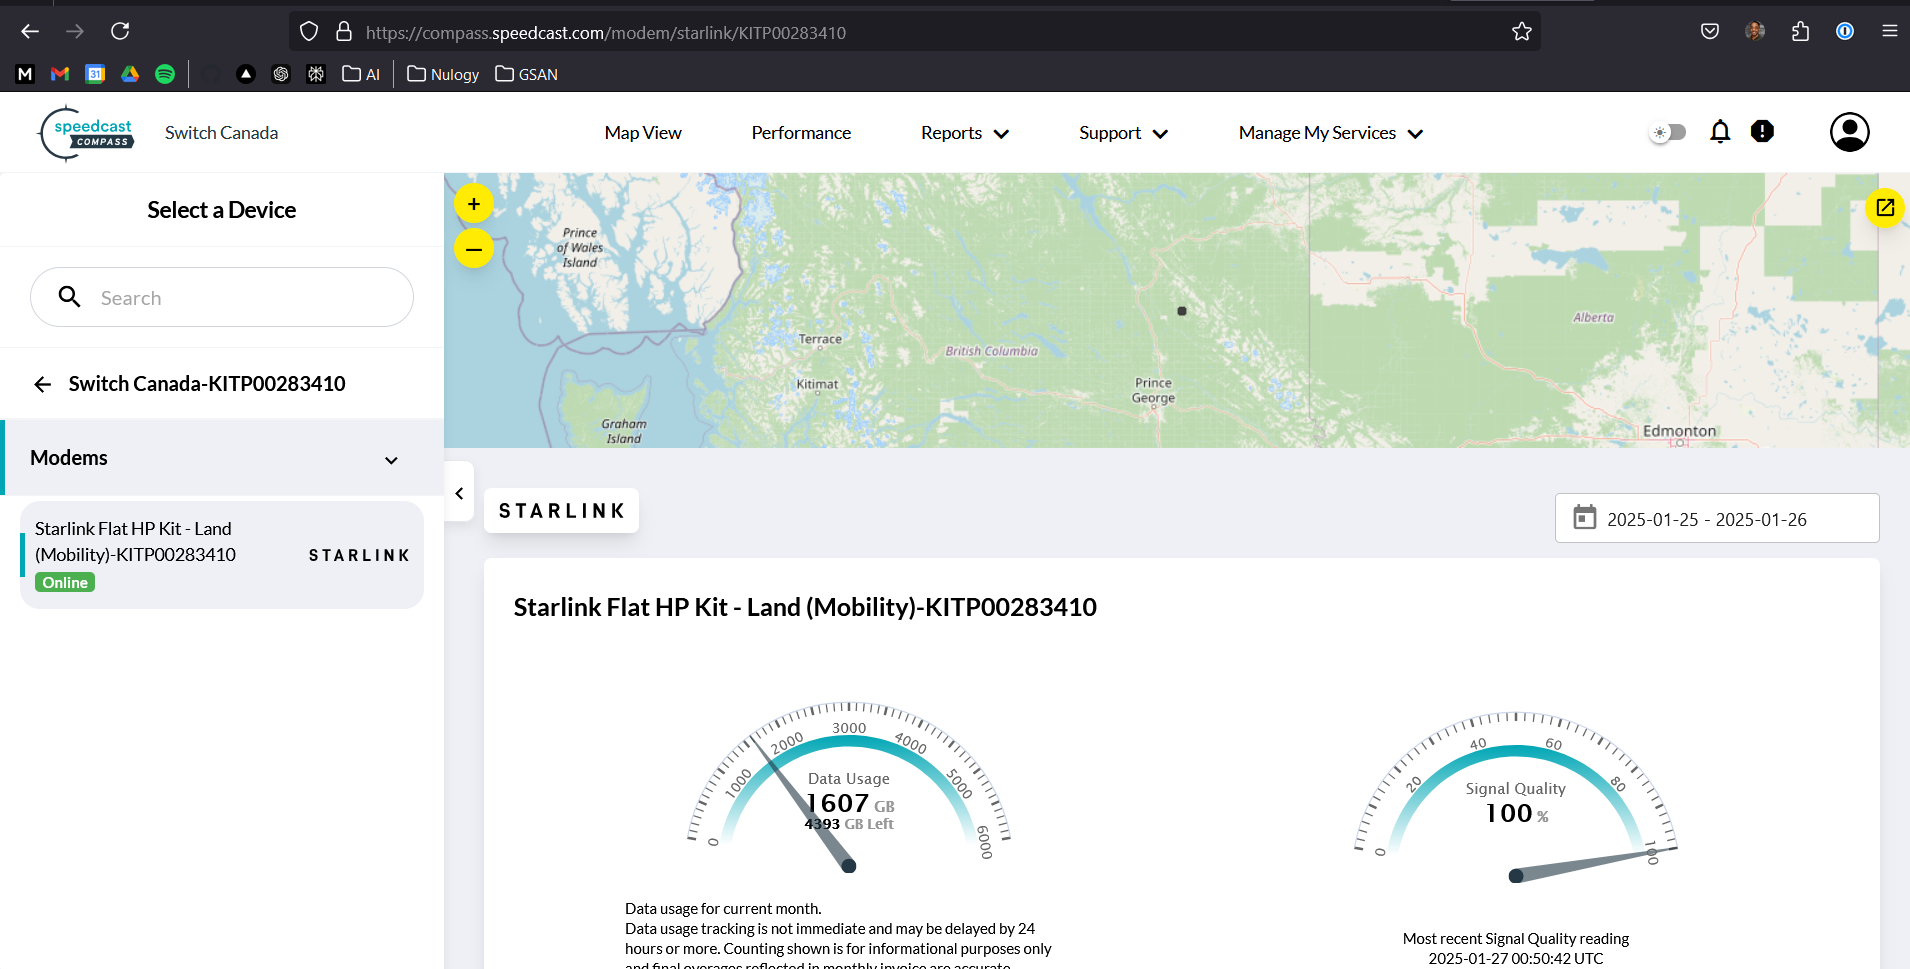 https://compass.speedcast.com/modem/starlink/KITP00283410
M
31
AI
Nulogy
GSAN
speedcast
COMPASS
Switch Canada
Map View
Performance
Reports
Support
Manage My Services
Select a Device
Search
Switch Canada-KITP00283410
Modems
Starlink Flat HP Kit - Land
(Mobility)-KITP00283410
STARLINK
Online
+
−
Prince
of Wales
Island
Terrace
Kitimat
Graham
Island
British Columbia
Prince
George
Alberta
Edmonton
STARLINK
2025-01-25 - 2025-01-26
Starlink Flat HP Kit - Land (Mobility)-KITP00283410
0
1000
2000
3000
4000
5000
6000
Data Usage
1607 GB
4393 GB Left
Data usage for current month.
Data usage tracking is not immediate and may be delayed by 24
hours or more. Counting shown is for informational purposes only
and final overages reflected in monthly invoice are accurate.
0
20
40
60
80
100
Signal Quality
100 %
Most recent Signal Quality reading
2025-01-27 00:50:42 UTC